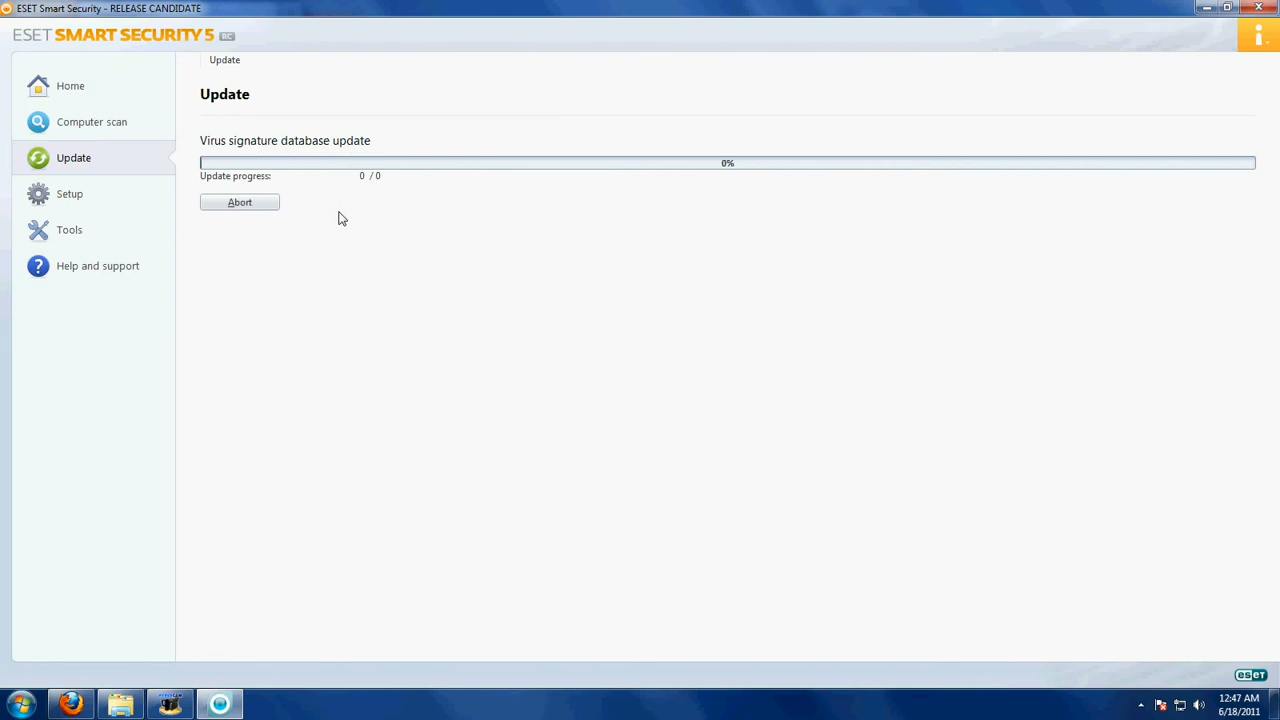 ESET Smart Security - RELEASE CANDIDATE
ESET SMART SECURITY 5 RC
Home
Computer scan
Update
Setup
Tools
Help and support
Update
Update
Virus signature database update
0%
Update progress: 0 / 0
Abort
eset
12:47 AM
6/18/2011